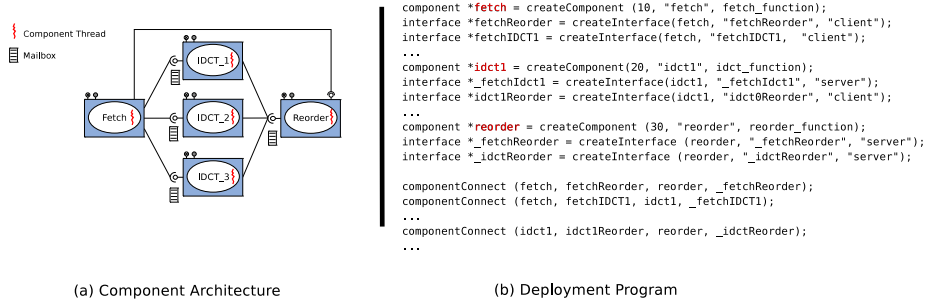 Component Thread
Mailbox
IDCT_1
Fetch
IDCT_2
Reorder
IDCT_3
(a) Component Architecture
component *fetch = createComponent (10, "fetch", fetch_function);
interface *fetchReorder = createInterface(fetch, "fetchReorder", "client");
interface *fetchIDCT1 = createInterface(fetch, "fetchIDCT1,  "client");
...
component *idct1 = createComponent(20, "idct1", idct_function);
interface *_fetchIdct1 = createInterface(idct1, "_fetchIdct1", "server");
interface *idct1Reorder = createInterface(idct1, "idct0Reorder", "client");
...
component *reorder = createComponent (30, "reorder", reorder_function);
interface *_fetchReorder = createInterface (reorder, "_fetchReorder", "server");
interface *_idctReorder = createInterface (reorder, "_idctReorder", "server");
componentConnect (fetch, fetchReorder, reorder, _fetchReorder);
componentConnect (fetch, fetchIDCT1, idct1, _fetchIDCT1);
...
componentConnect (idct1, idct1Reorder, reorder, _idctReorder);
...
(b) Deployment Program